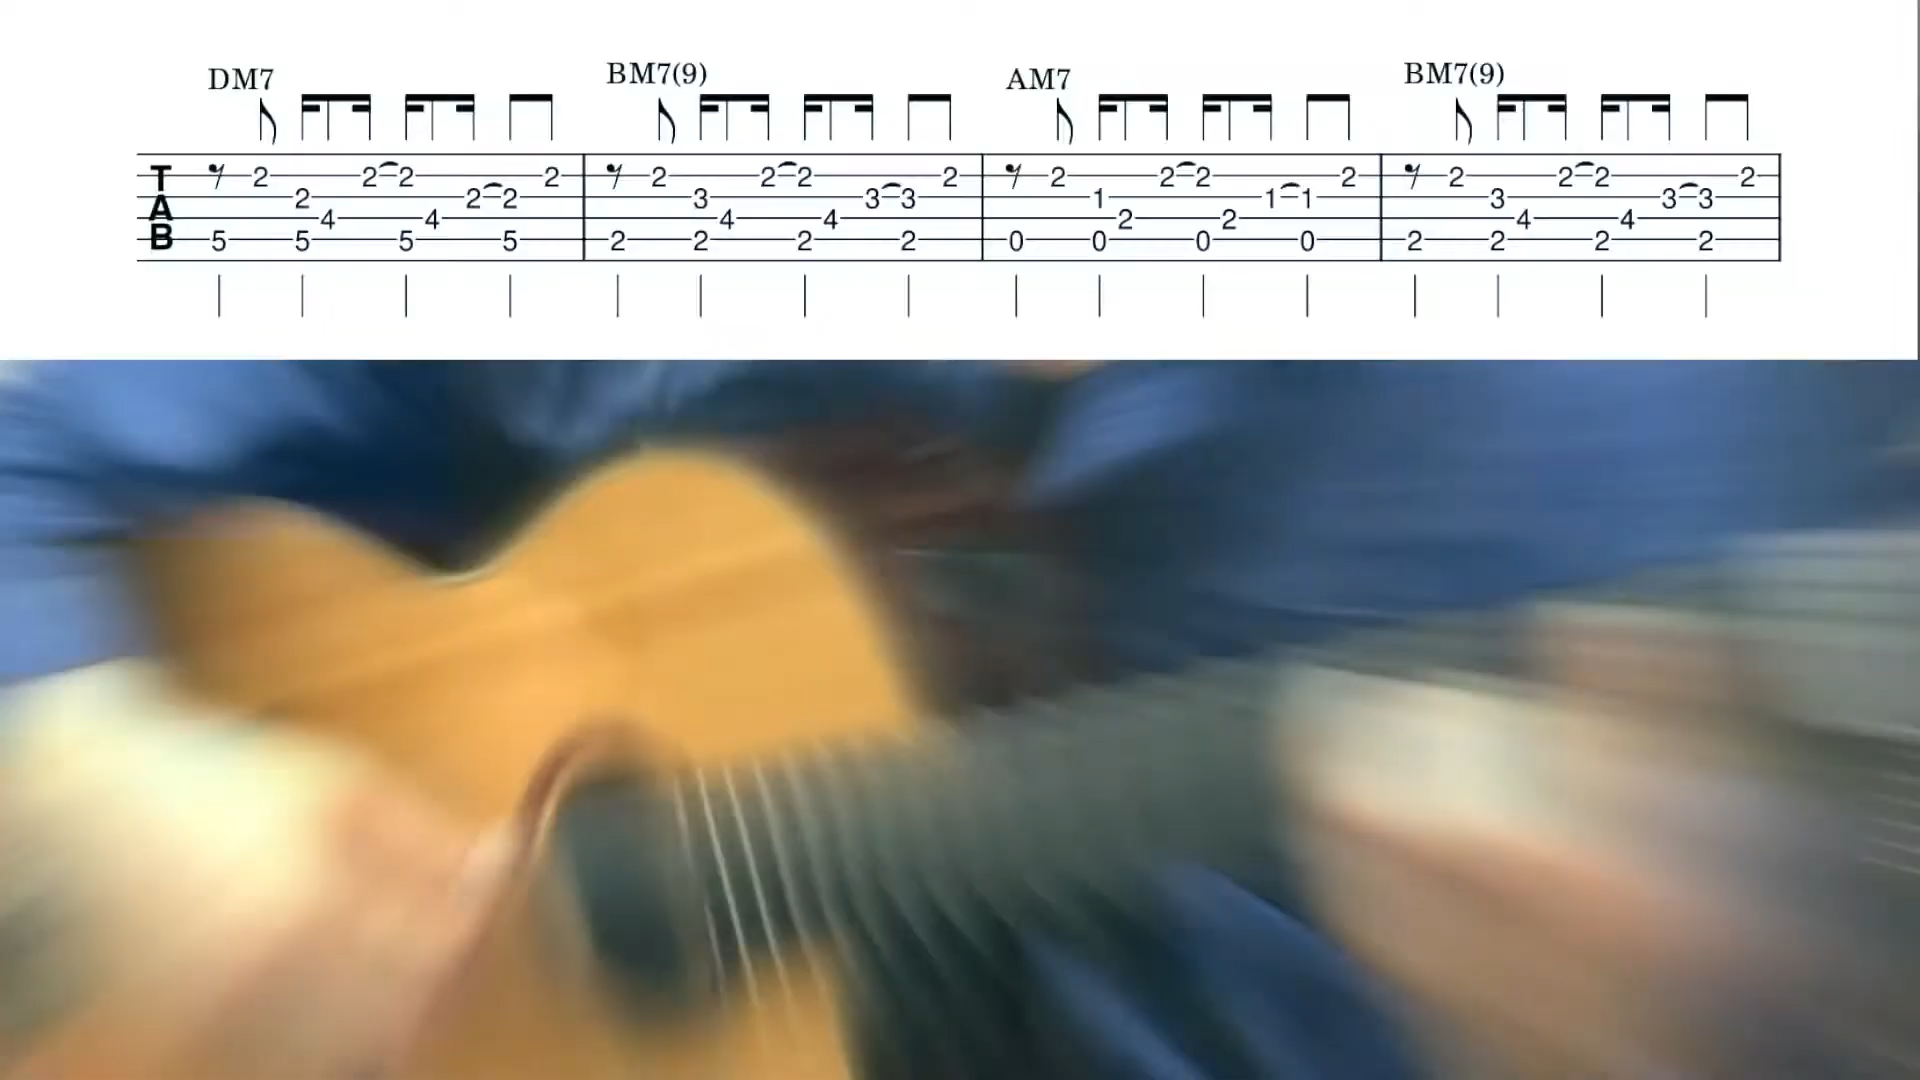 DM7 BM7(9) AM7 BM7(9)
T 2 2 2 2 2 2 2 2 2 2 2 2 2 2 2 2
A 2 2 2 3 3 3 1 1 1 3 3 3
4 4 4 4 2 2 4 4
B 5 5 5 5 2 2 2 2 0 0 0 0 2 2 2 2